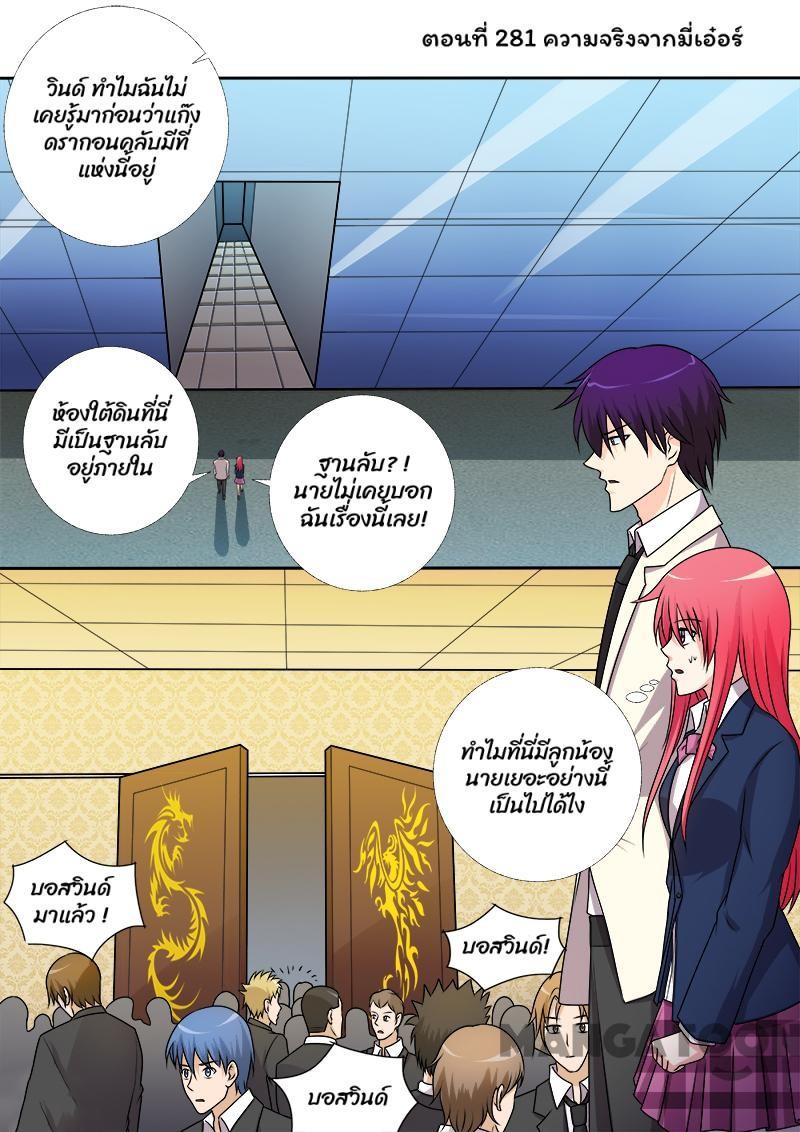 ตอนที่ 281 ความจริงจากมี่เอ๋อร์
วินด์ ทำไมฉันไม่
เคยรู้มาก่อนว่าแก๊ง
ดรากอนคลับมีที่
แห่งนี้อยู่
ห้องใต้ดินที่นี่
มีเป็นฐานลับ
อยู่ภายใน
ฐานลับ?!
นายไม่เคยบอก
ฉันเรื่องนี้เลย!
ทำไมที่นี่มีลูกน้อง
นายเยอะอย่างนี้
เป็นไปได้ไง
บอสวินด์
มาแล้ว !
บอสวินด์!
บอสวินด์
MANGATOON